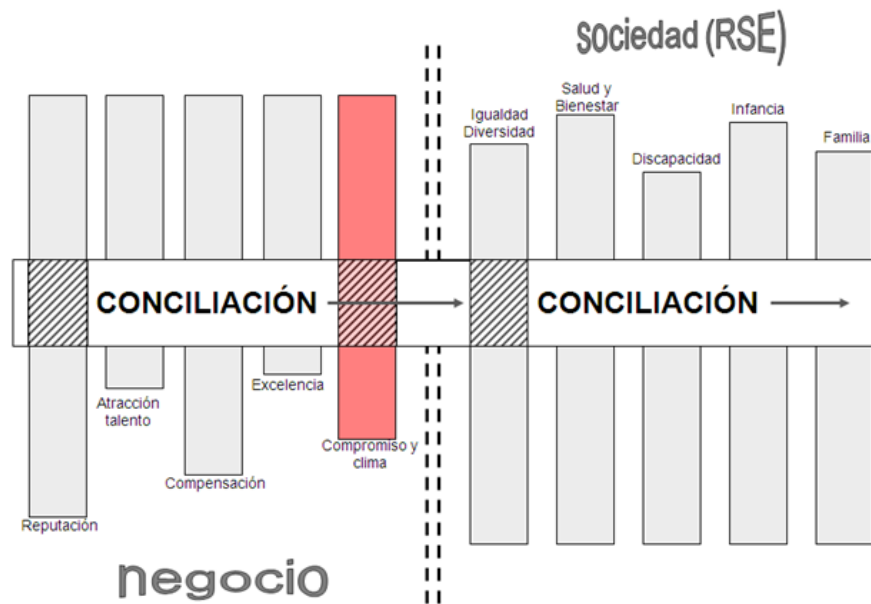 sociedad (RSE)
Igualdad
Diversidad
Salud y
Bienestar
Discapacidad
Infancia
Familia
CONCILIACIÓN
CONCILIACIÓN
Atracción
talento
Excelencia
Compromiso y
clima
Compensación
Reputación
negocio